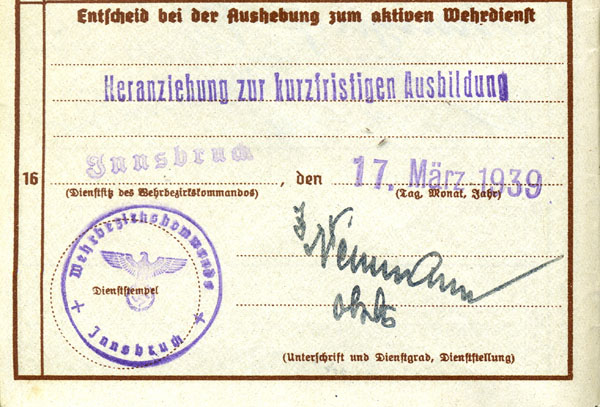 Entscheid bei der Aushebung zum aktiven Wehrdienst
Heranziehung zur kurzfristigen Ausbildung
16 Innsbruck, den 17. März 1939
(Dienstsitz des Wehrbezirkskommandos) (Tag, Monat, Jahr)
Wehrbezirkskommando
Dienststempel
Innsbruck
(Unterschrift und Dienstgrad, Dienststellung)